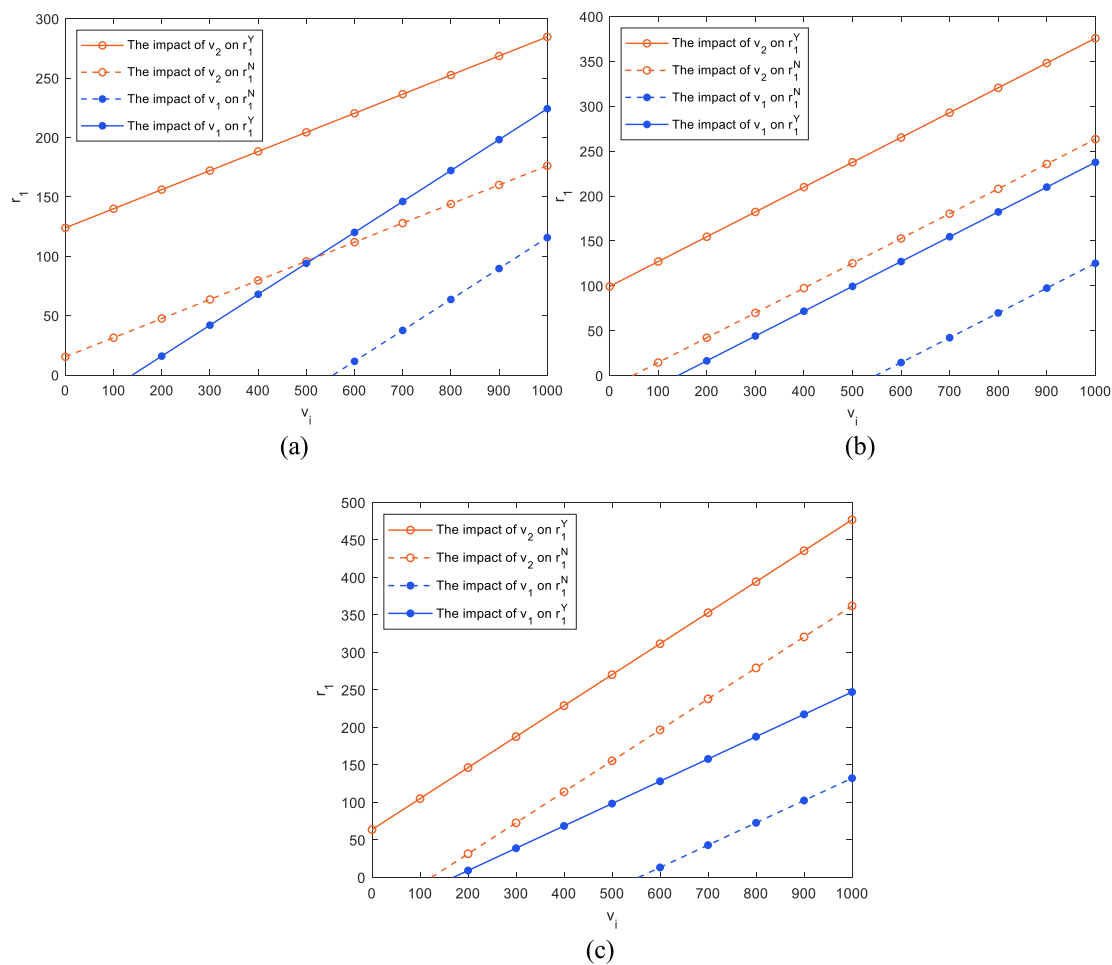 300
250
200
150
100
50
0
r₁
The impact of v₂ on r₁ᵞ
The impact of v₂ on r₁ᴺ
The impact of v₁ on r₁ᴺ
The impact of v₁ on r₁ᵞ
0 100 200 300 400 500 600 700 800 900 1000
vᵢ
(a)
400
350
300
250
200
150
100
50
0
r₁
The impact of v₂ on r₁ᵞ
The impact of v₂ on r₁ᴺ
The impact of v₁ on r₁ᴺ
The impact of v₁ on r₁ᵞ
0 100 200 300 400 500 600 700 800 900 1000
vᵢ
(b)
500
450
400
350
300
250
200
150
100
50
0
r₁
The impact of v₂ on r₁ᵞ
The impact of v₂ on r₁ᴺ
The impact of v₁ on r₁ᴺ
The impact of v₁ on r₁ᵞ
0 100 200 300 400 500 600 700 800 900 1000
vᵢ
(c)